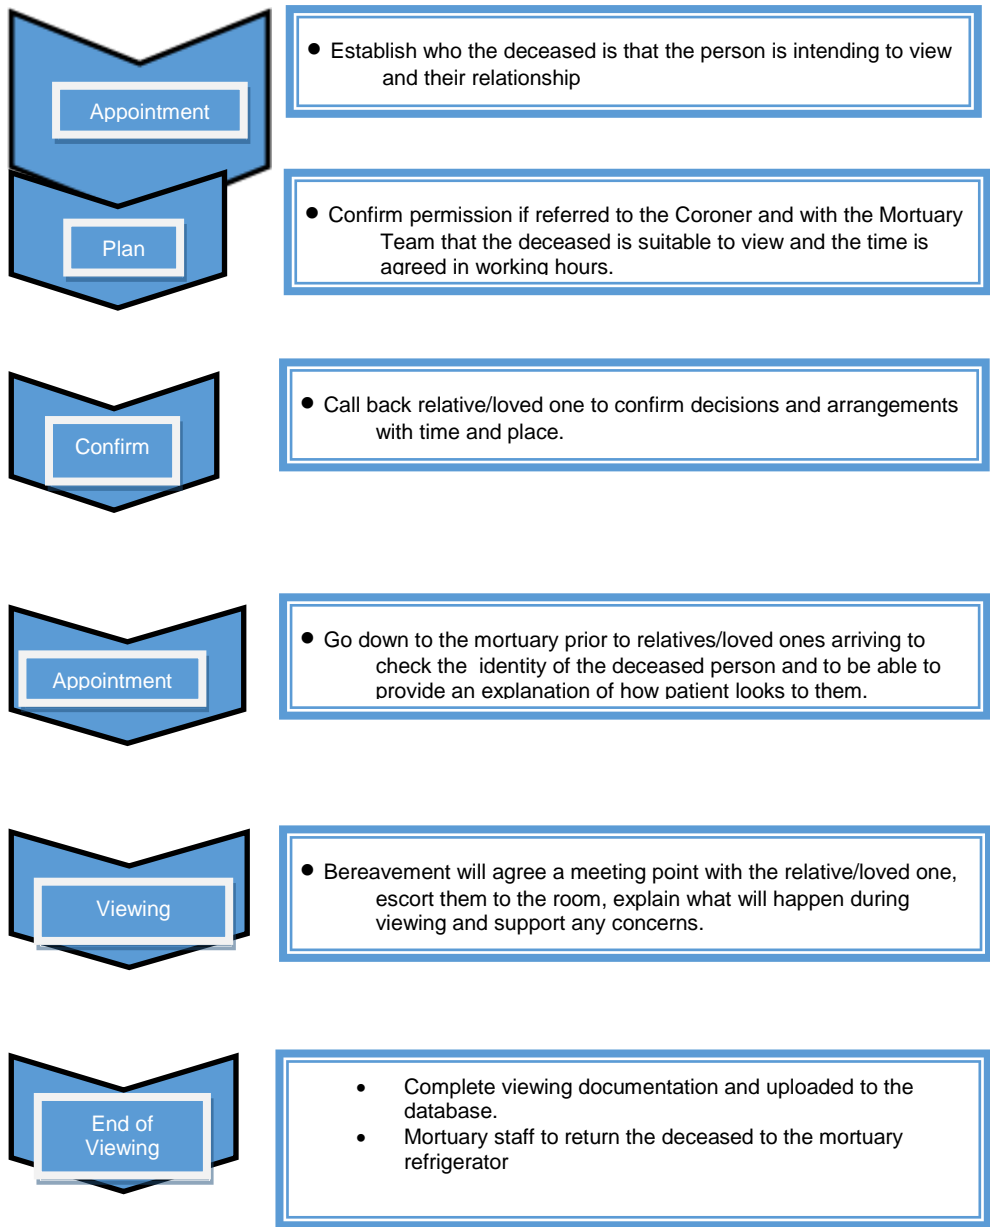 Appointment
• Establish who the deceased is that the person is intending to view
and their relationship
Plan
• Confirm permission if referred to the Coroner and with the Mortuary
Team that the deceased is suitable to view and the time is
agreed in working hours.
Confirm
• Call back relative/loved one to confirm decisions and arrangements
with time and place.
Appointment
• Go down to the mortuary prior to relatives/loved ones arriving to
check the identity of the deceased person and to be able to
provide an explanation of how patient looks to them.
Viewing
• Bereavement will agree a meeting point with the relative/loved one,
escort them to the room, explain what will happen during
viewing and support any concerns.
End of
Viewing
• Complete viewing documentation and uploaded to the
database.
• Mortuary staff to return the deceased to the mortuary
refrigerator